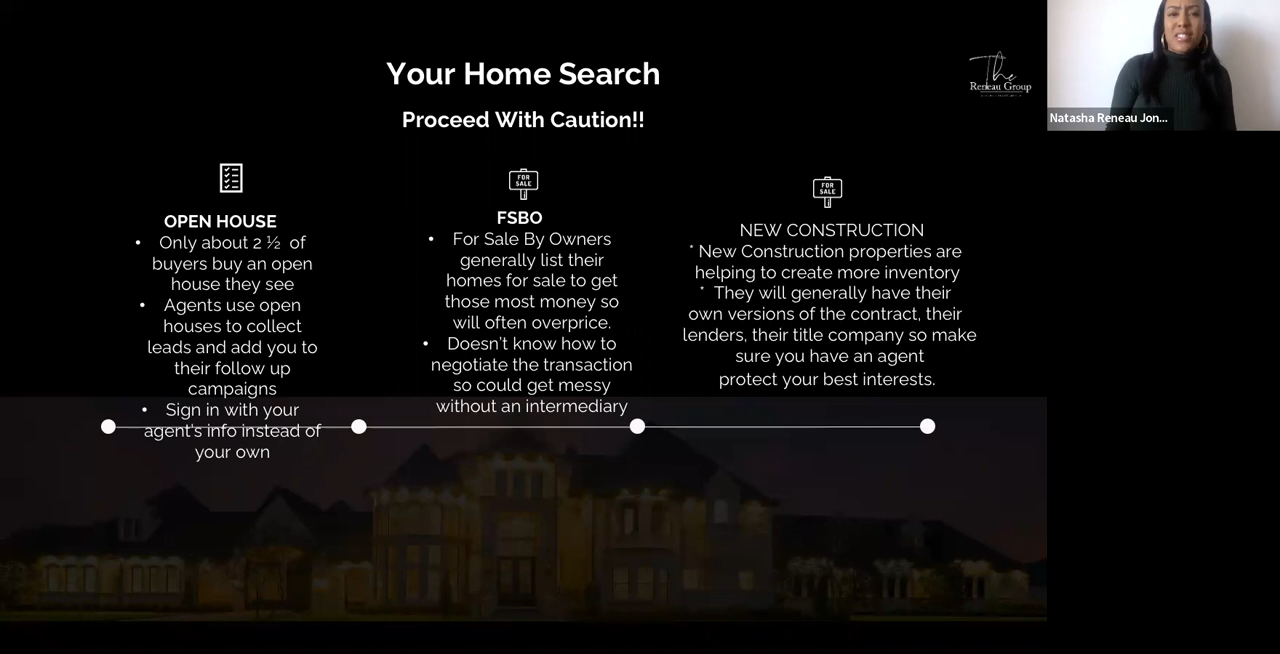 Your Home Search
Proceed With Caution!!
The
Reneau Group
Natasha Reneau Jon...
FOR
SALE
FOR
SALE
OPEN HOUSE
• Only about 2 ½ of
buyers buy an open
house they see
• Agents use open
houses to collect
leads and add you to
their follow up
campaigns
• Sign in with your
agent's info instead of
your own
FSBO
• For Sale By Owners
generally list their
homes for sale to get
those most money so
will often overprice.
• Doesn't know how to
negotiate the transaction
so could get messy
without an intermediary
NEW CONSTRUCTION
* New Construction properties are
helping to create more inventory
* They will generally have their
own versions of the contract, their
lenders, their title company so make
sure you have an agent
protect your best interests.